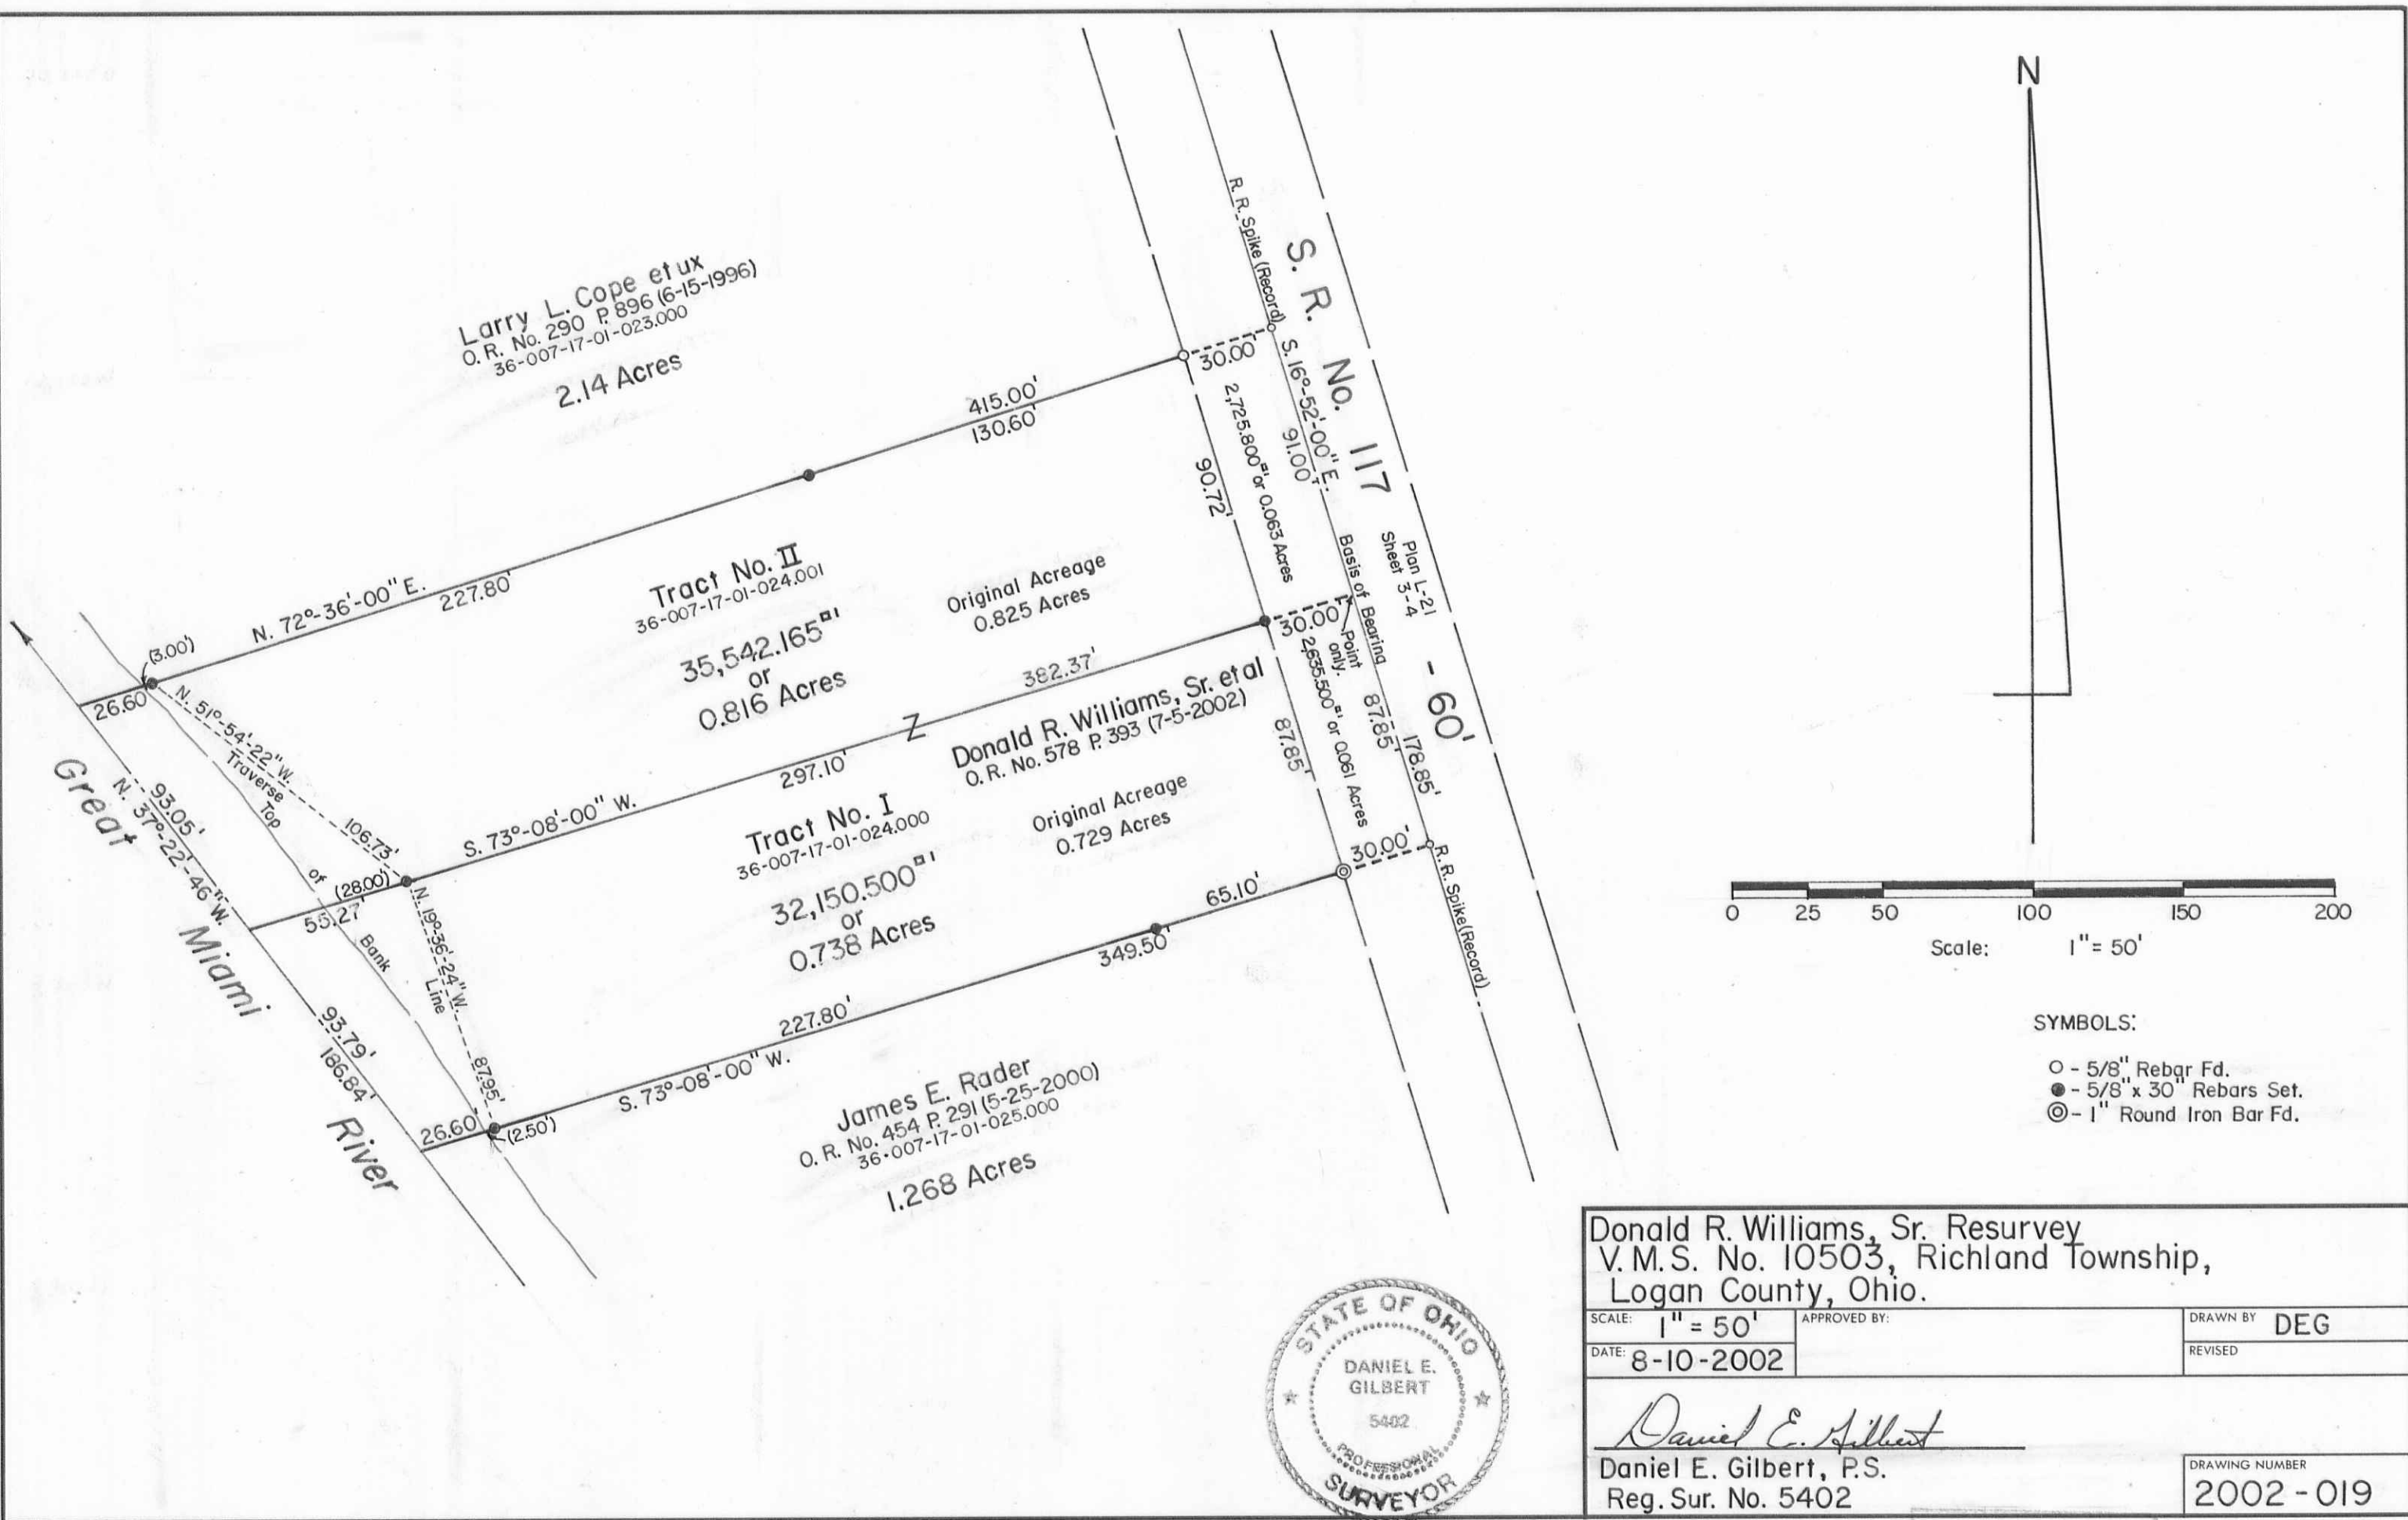 N
R. R. Spike (Record)
S. R. No. 117 - 60'
Plan L-21
Sheet 3-4
Larry L. Cope et ux
O. R. No. 290 P. 896 (6-15-1996)
36-007-17-01-023.000
2.14 Acres
30.00'
S. 16°-52'-00" E.
91.00'
415.00'
130.60'
2,725.800□' or 0.063 Acres
90.72'
Basis of Bearing
N. 72°-36'-00" E.
227.80'
(3.00')
26.60'
Tract No. II
36-007-17-01-024.001
35,542.165□'
or
0.816 Acres
Original Acreage
0.825 Acres
30.00'
Point
only.
2,635.500□' or 0.061 Acres
87.85'
178.85'
87.85'
N. 51°-54'-22" W.
Traverse
Top
106.73'
of
Bank
Line
382.37'
Z
297.10'
S. 73°-08'-00" W.
(28.00')
55.27'
Donald R. Williams, Sr. et al
O. R. No. 578 P. 393 (7-5-2002)
Tract No. I
36-007-17-01-024.000
32,150.500□'
or
0.738 Acres
Original Acreage
0.729 Acres
Great Miami River
93.05'
N. 37°-22'-46" W.
93.79'
186.84'
N. 19°-36'-24" W.
87.95'
30.00'
R. R. Spike (Record)
65.10'
349.50'
227.80'
S. 73°-08'-00" W.
26.60'
(2.50')
James E. Rader
O. R. No. 454 P. 291 (5-25-2000)
36-007-17-01-025.000
1.268 Acres
0 25 50 100 150 200
Scale: 1" = 50'
SYMBOLS:
○ - 5/8" Rebar Fd.
● - 5/8" x 30" Rebars Set.
◎ - 1" Round Iron Bar Fd.
STATE OF OHIO
DANIEL E.
GILBERT
5402
PROFESSIONAL
SURVEYOR
Donald R. Williams, Sr. Resurvey
V. M. S. No. 10503, Richland Township,
Logan County, Ohio.
SCALE: 1" = 50'
APPROVED BY:
DRAWN BY DEG
DATE: 8-10-2002
REVISED
Daniel E. Gilbert
Daniel E. Gilbert, P.S.
Reg. Sur. No. 5402
DRAWING NUMBER
2002-019